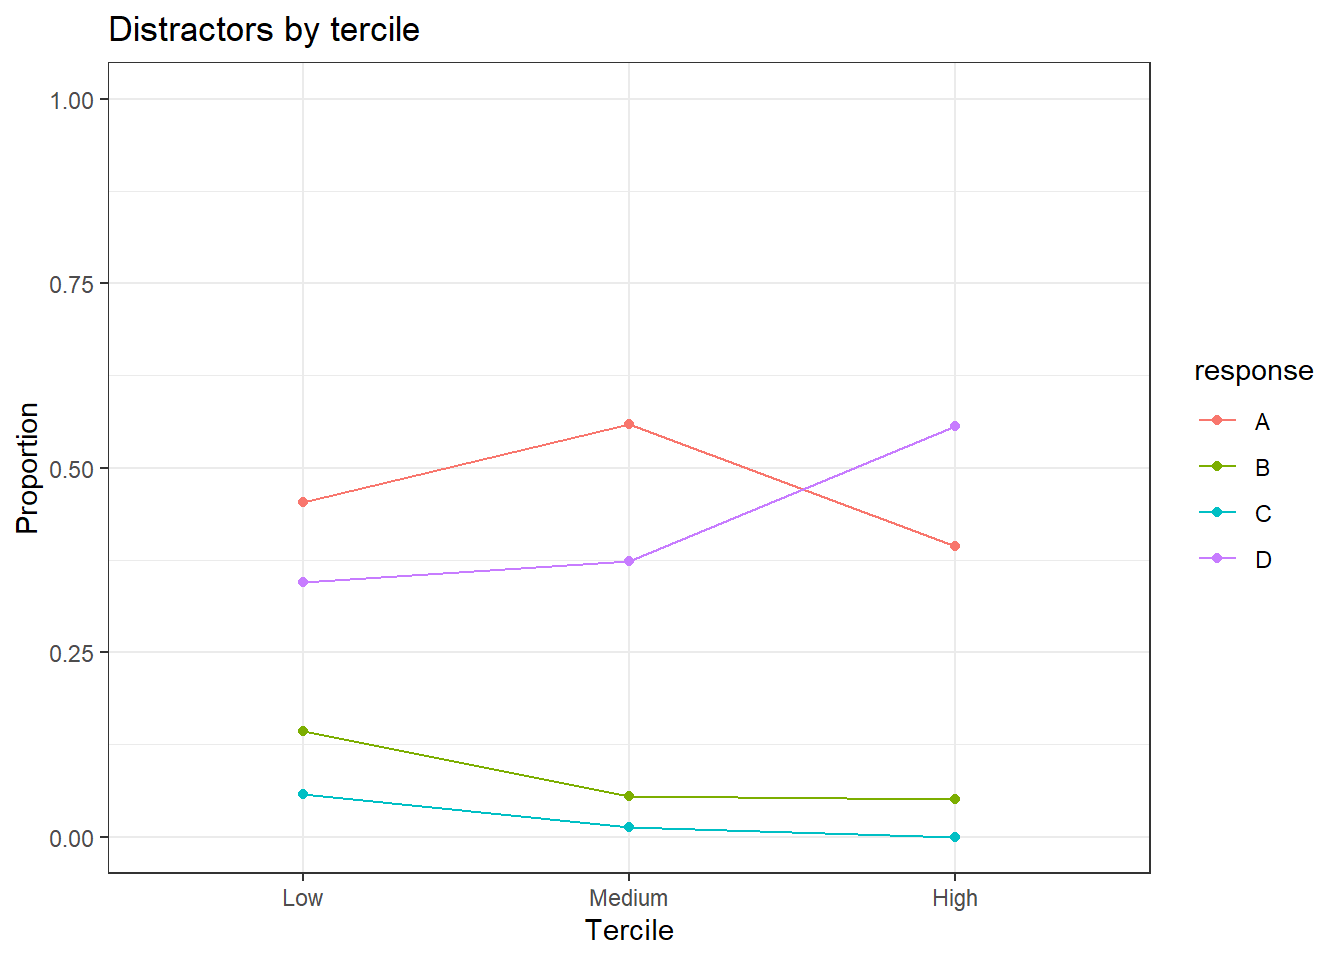 Distractors by tercile
1.00
0.75
0.50
0.25
0.00
Proportion
Low Medium High
Tercile
response
A
B
C
D